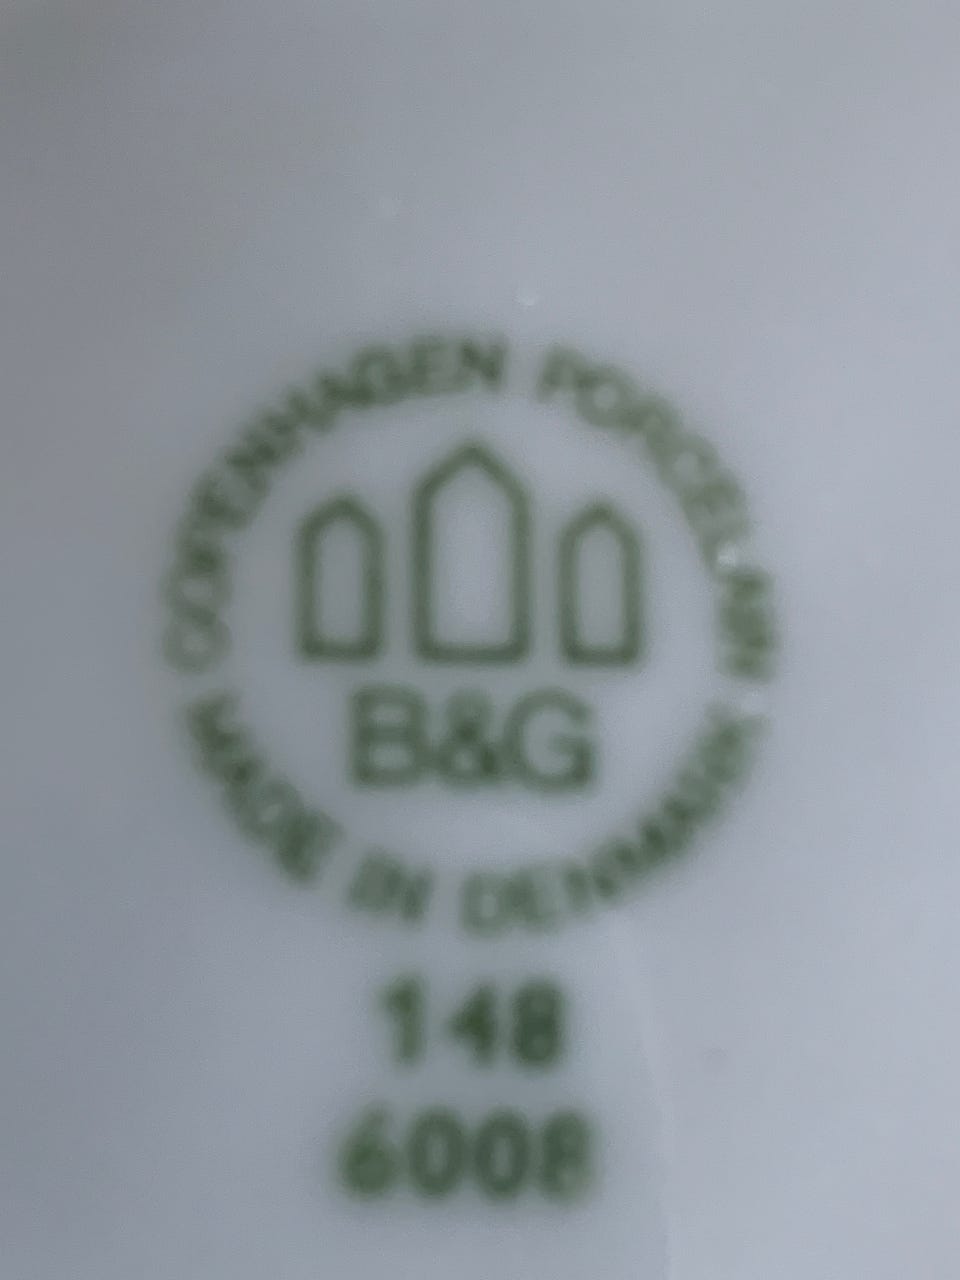 COPENHAGEN PORCELAIN
B&G
MADE IN DENMARK
148
6008